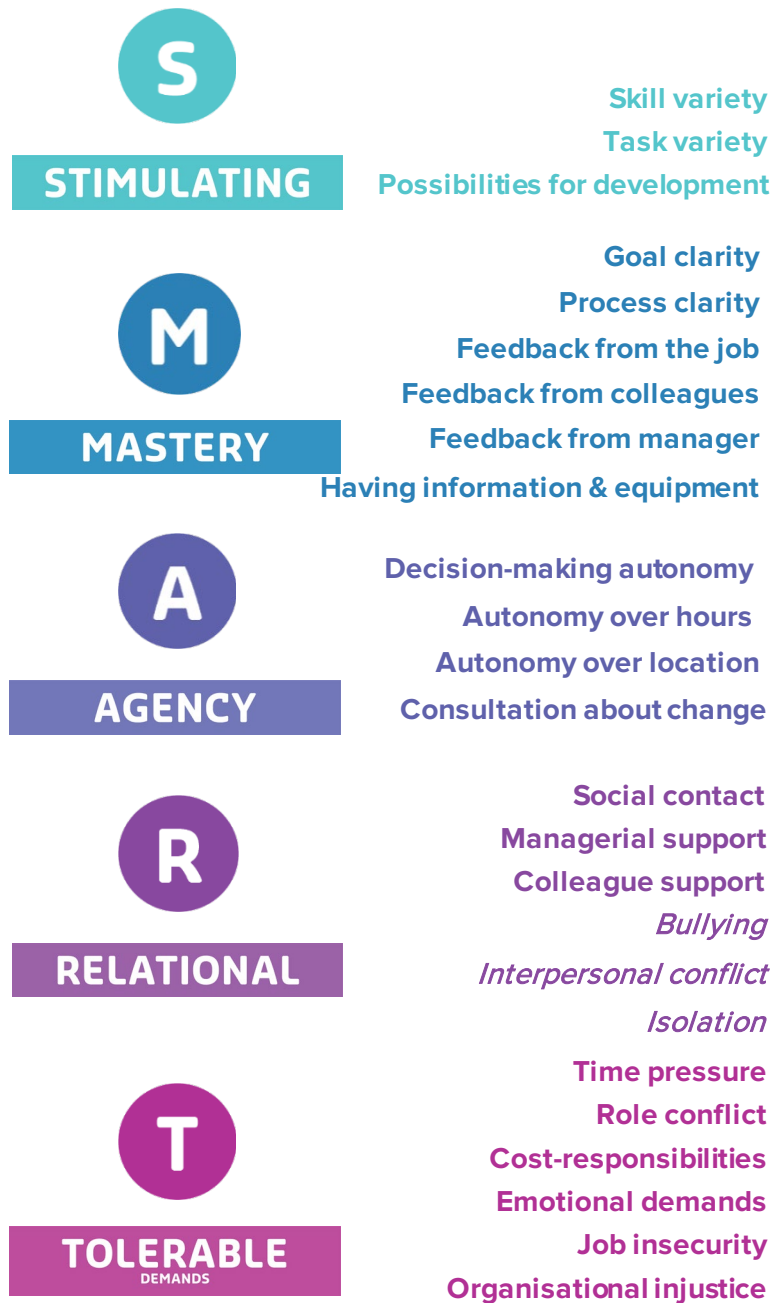 S
STIMULATING
Skill variety
Task variety
Possibilities for development
M
MASTERY
Goal clarity
Process clarity
Feedback from the job
Feedback from colleagues
Feedback from manager
Having information & equipment
A
AGENCY
Decision-making autonomy
Autonomy over hours
Autonomy over location
Consultation about change
R
RELATIONAL
Social contact
Managerial support
Colleague support
Bullying
Interpersonal conflict
Isolation
T
TOLERABLE
DEMANDS
Time pressure
Role conflict
Cost-responsibilities
Emotional demands
Job insecurity
Organisational injustice